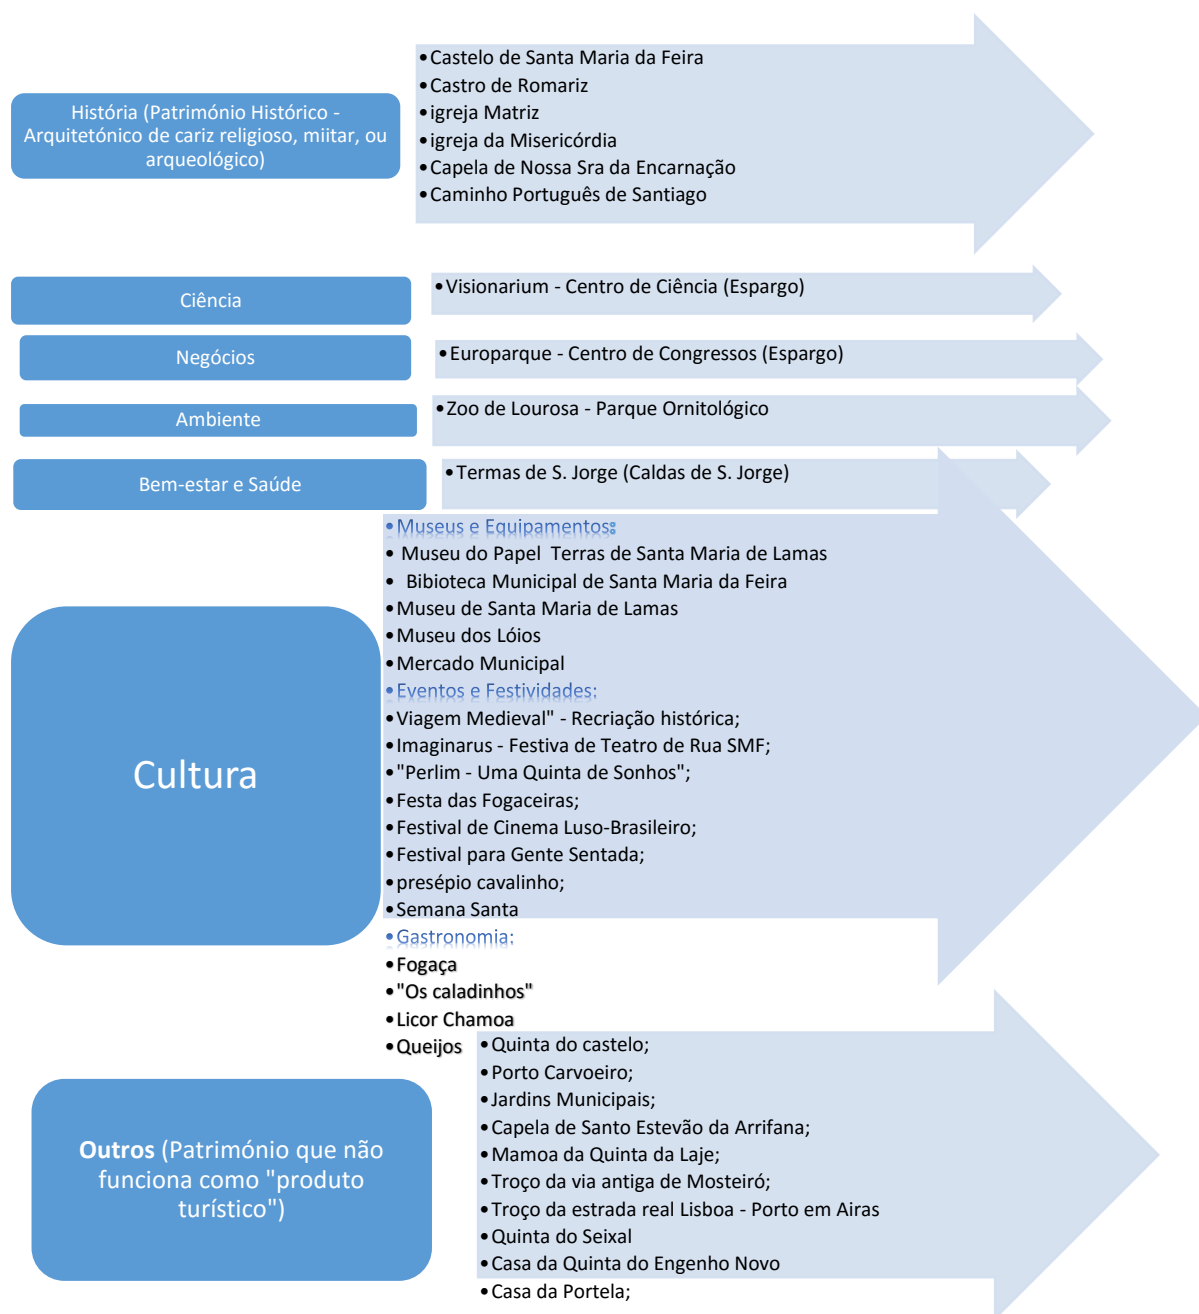 História (Património Histórico -
Arquitetónico de cariz religioso, miitar, ou
arqueológico)
•Castelo de Santa Maria da Feira
•Castro de Romariz
•igreja Matriz
•igreja da Misericórdia
•Capela de Nossa Sra da Encarnação
•Caminho Português de Santiago
Ciência
•Visionarium - Centro de Ciência (Espargo)
Negócios
•Europarque - Centro de Congressos (Espargo)
Ambiente
•Zoo de Lourosa - Parque Ornitológico
Bem-estar e Saúde
•Termas de S. Jorge (Caldas de S. Jorge)
Cultura
•Museus e Equipamentos:
• Museu do Papel Terras de Santa Maria de Lamas
• Bibioteca Municipal de Santa Maria da Feira
•Museu de Santa Maria de Lamas
•Museu dos Lóios
•Mercado Municipal
•Eventos e Festividades:
•Viagem Medieval" - Recriação histórica;
•Imaginarus - Festiva de Teatro de Rua SMF;
•"Perlim - Uma Quinta de Sonhos";
•Festa das Fogaceiras;
•Festival de Cinema Luso-Brasileiro;
•Festival para Gente Sentada;
•presépio cavalinho;
•Semana Santa
•Gastronomia:
•Fogaça
•"Os caladinhos"
•Licor Chamoa
•Queijos
Outros (Património que não
funciona como "produto
turístico")
•Quinta do castelo;
•Porto Carvoeiro;
•Jardins Municipais;
•Capela de Santo Estevão da Arrifana;
•Mamoa da Quinta da Laje;
•Troço da via antiga de Mosteiró;
•Troço da estrada real Lisboa - Porto em Airas
•Quinta do Seixal
•Casa da Quinta do Engenho Novo
•Casa da Portela;